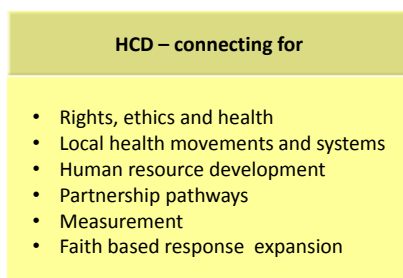 HCD – connecting for
• Rights, ethics and health
• Local health movements and systems
• Human resource development
• Partnership pathways
• Measurement
• Faith based response  expansion